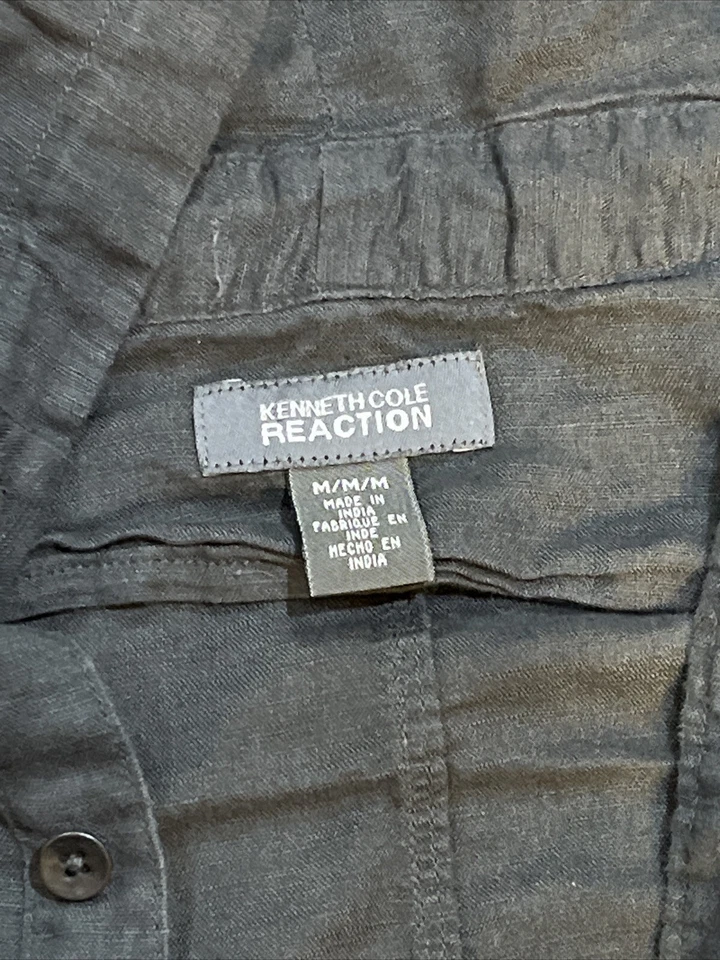 KENNETH COLE
REACTION
M/M/M
MADE IN
INDIA
FABRIQUE EN
INDE
HECHO EN
INDIA